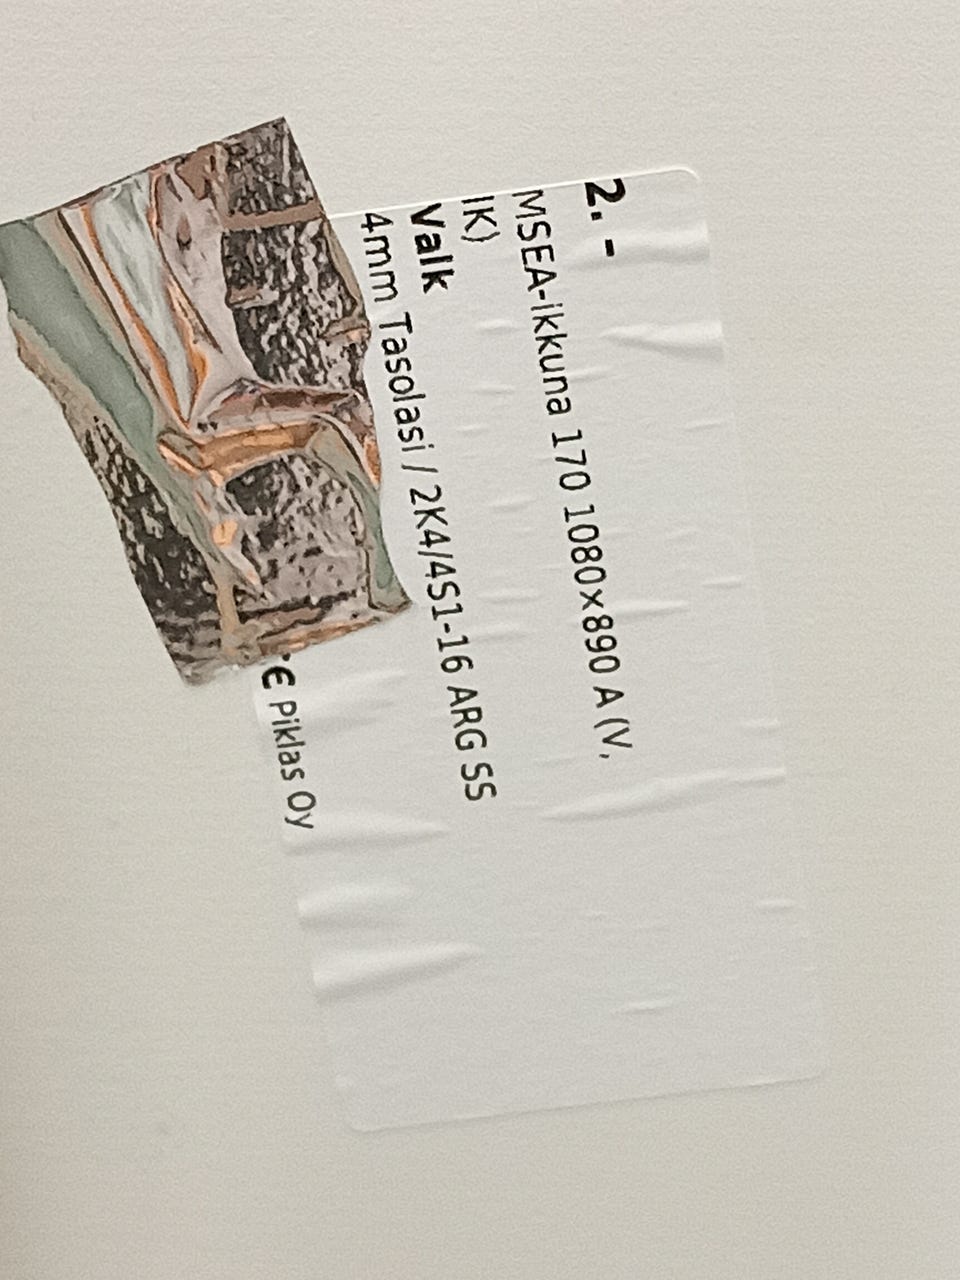 2. -
MSEA-ikkuna 170 1080x890 A (V,
IK)
Valk
4mm Tasolasi / 2K4/4S1-16 ARG SS
Piklas Oy